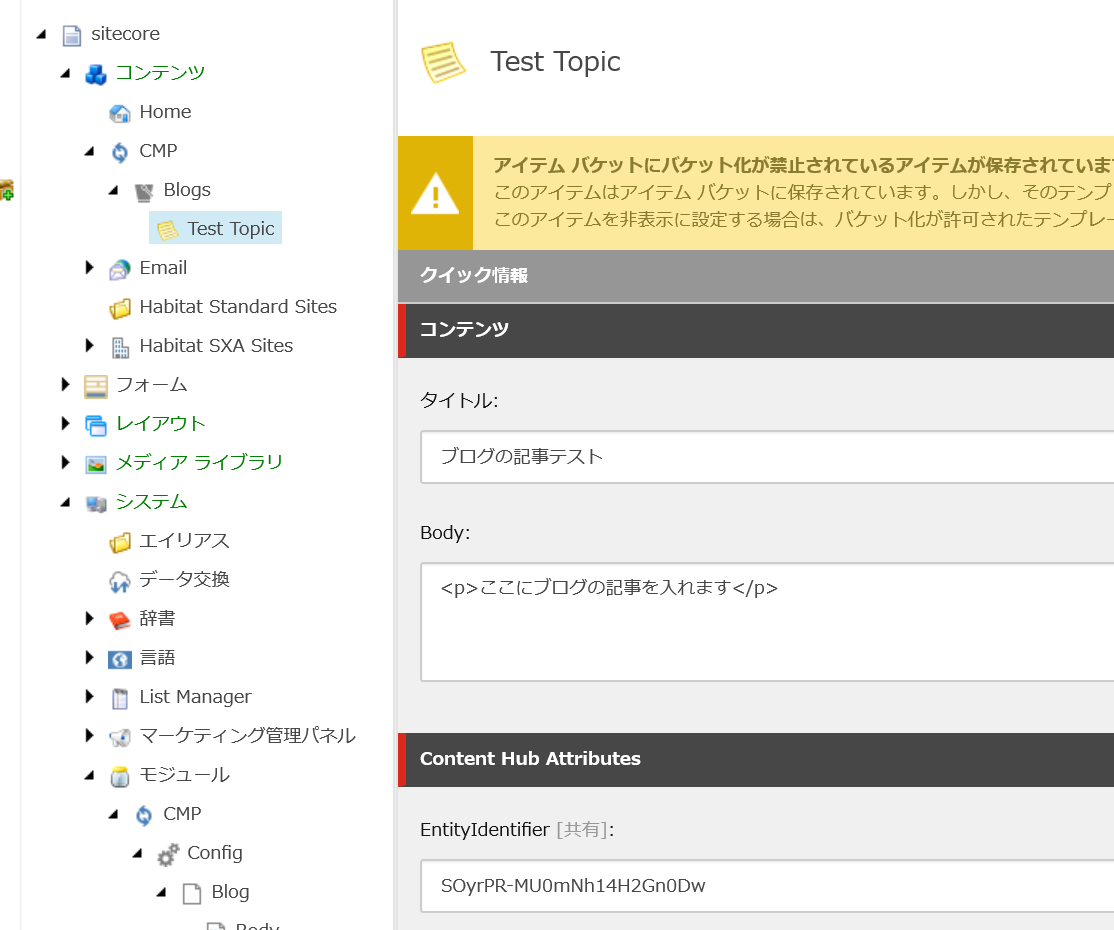 sitecore
コンテンツ
Home
CMP
Blogs
Test Topic
Email
Habitat Standard Sites
Habitat SXA Sites
フォーム
レイアウト
メディア ライブラリ
システム
エイリアス
データ交換
辞書
言語
List Manager
マーケティング管理パネル
モジュール
CMP
Config
Blog
Body
Test Topic
アイテム バケットにバケット化が禁止されているアイテムが保存されていま
このアイテムはアイテム バケットに保存されています。しかし、そのテンプ
このアイテムを非表示に設定する場合は、バケット化が許可されたテンプレー
クイック情報
コンテンツ
タイトル:
ブログの記事テスト
Body:
<p>ここにブログの記事を入れます</p>
Content Hub Attributes
EntityIdentifier [共有]:
SOyrPR-MU0mNh14H2Gn0Dw